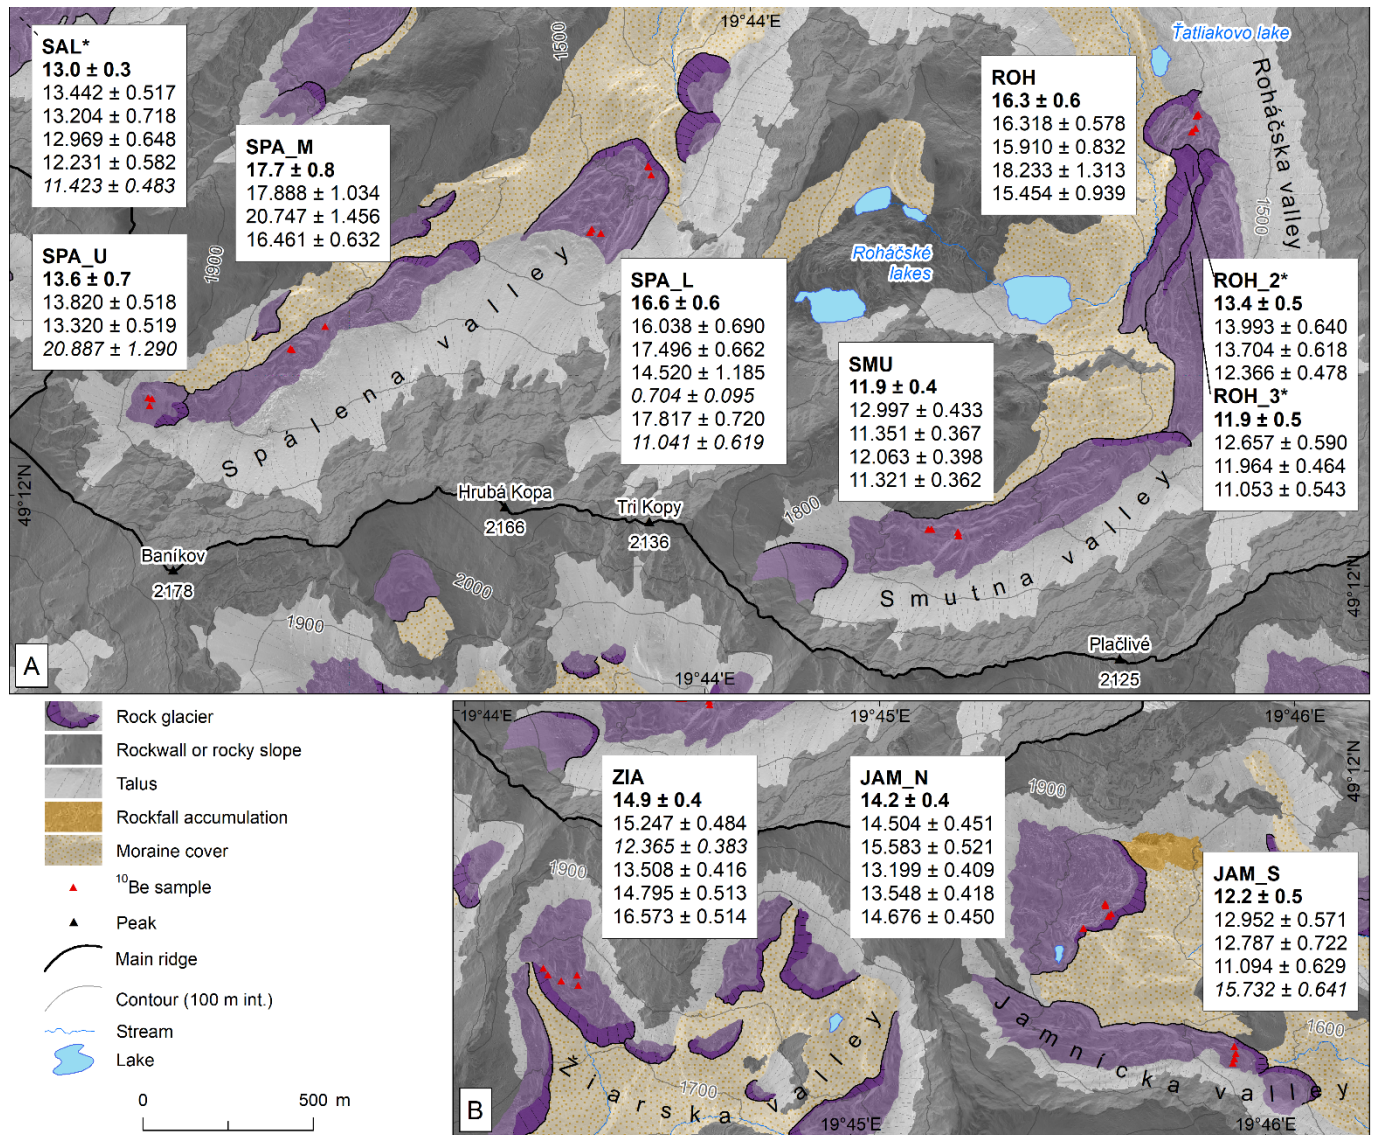 19°44'E
SAL*
13.0 ± 0.3
13.442 ± 0.517
13.204 ± 0.718
12.969 ± 0.648
12.231 ± 0.582
11.423 ± 0.483
1500
Ťatliakovo lake
Roháčska valley
ROH
16.3 ± 0.6
16.318 ± 0.578
15.910 ± 0.832
18.233 ± 1.313
15.454 ± 0.939
SPA_M
17.7 ± 0.8
17.888 ± 1.034
20.747 ± 1.456
16.461 ± 0.632
1500
1900
SPA_U
13.6 ± 0.7
13.820 ± 0.518
13.320 ± 0.519
20.887 ± 1.290
Roháčské
lakes
SPA_L
16.6 ± 0.6
16.038 ± 0.690
17.496 ± 0.662
14.520 ± 1.185
0.704 ± 0.095
17.817 ± 0.720
11.041 ± 0.619
ROH_2*
13.4 ± 0.5
13.993 ± 0.640
13.704 ± 0.618
12.366 ± 0.478
ROH_3*
11.9 ± 0.5
12.657 ± 0.590
11.964 ± 0.464
11.053 ± 0.543
SMU
11.9 ± 0.4
12.997 ± 0.433
11.351 ± 0.367
12.063 ± 0.398
11.321 ± 0.362
Spálena valley
49°12'N
Hrubá Kopa
2166
Tri Kopy
2136
1800
Baníkov
2178
2000
1900
Smutna valley
49°12'N
Plačlivé
2125
19°44'E
A
Rock glacier
Rockwall or rocky slope
Talus
Rockfall accumulation
Moraine cover
10Be sample
Peak
Main ridge
Contour (100 m int.)
Stream
Lake
0 500 m
19°44'E
19°45'E
19°46'E
49°12'N
ZIA
14.9 ± 0.4
15.247 ± 0.484
12.365 ± 0.383
13.508 ± 0.416
14.795 ± 0.513
16.573 ± 0.514
JAM_N
14.2 ± 0.4
14.504 ± 0.451
15.583 ± 0.521
13.199 ± 0.409
13.548 ± 0.418
14.676 ± 0.450
1900
1900
JAM_S
12.2 ± 0.5
12.952 ± 0.571
12.787 ± 0.722
11.094 ± 0.629
15.732 ± 0.641
Žiarska valley
1700
Jamnícka valley
1600
19°45'E
19°46'E
B